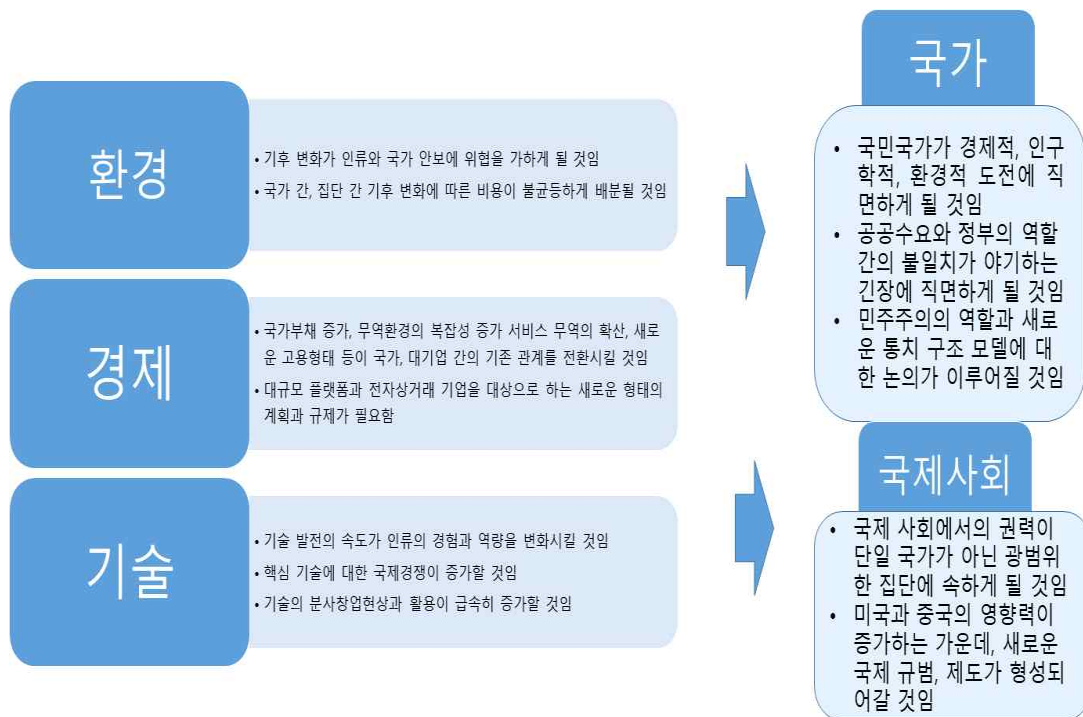 환경
• 기후 변화가 인류와 국가 안보에 위협을 가하게 될 것임
• 국가 간, 집단 간 기후 변화에 따른 비용이 불균등하게 배분될 것임
경제
• 국가부채 증가, 무역환경의 복잡성 증가 서비스 무역의 확산, 새로
운 고용형태 등이 국가, 대기업 간의 기존 관계를 전환시킬 것임
• 대규모 플랫폼과 전자상거래 기업을 대상으로 하는 새로운 형태의
계획과 규제가 필요함
기술
• 기술 발전의 속도가 인류의 경험과 역량을 변화시킬 것임
• 핵심 기술에 대한 국제경쟁이 증가할 것임
• 기술의 분사창업현상과 활용이 급속히 증가할 것임
국가
• 국민국가가 경제적, 인구
학적, 환경적 도전에 직
면하게 될 것임
• 공공수요와 정부의 역할
간의 불일치가 야기하는
긴장에 직면하게 될 것임
• 민주주의의 역할과 새로
운 통치 구조 모델에 대
한 논의가 이루어질 것임
국제사회
• 국제 사회에서의 권력이
단일 국가가 아닌 광범위
한 집단에 속하게 될 것임
• 미국과 중국의 영향력이
증가하는 가운데, 새로운
국제 규범, 제도가 형성되
어갈 것임